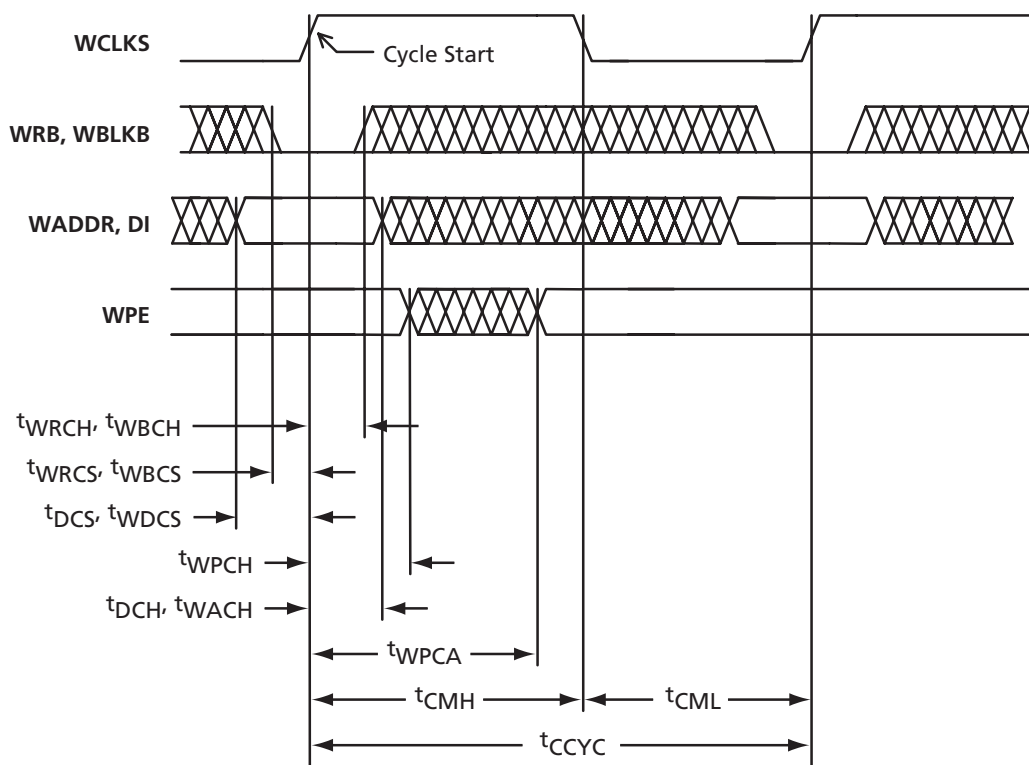 WCLKS
Cycle Start
WRB, WBLKB
WADDR, DI
WPE
tWRCH, tWBCH
tWRCS, tWBCS
tDCS, tWDCS
tWPCH
tDCH, tWACH
tWPCA
tCMH
tCML
tCCYC